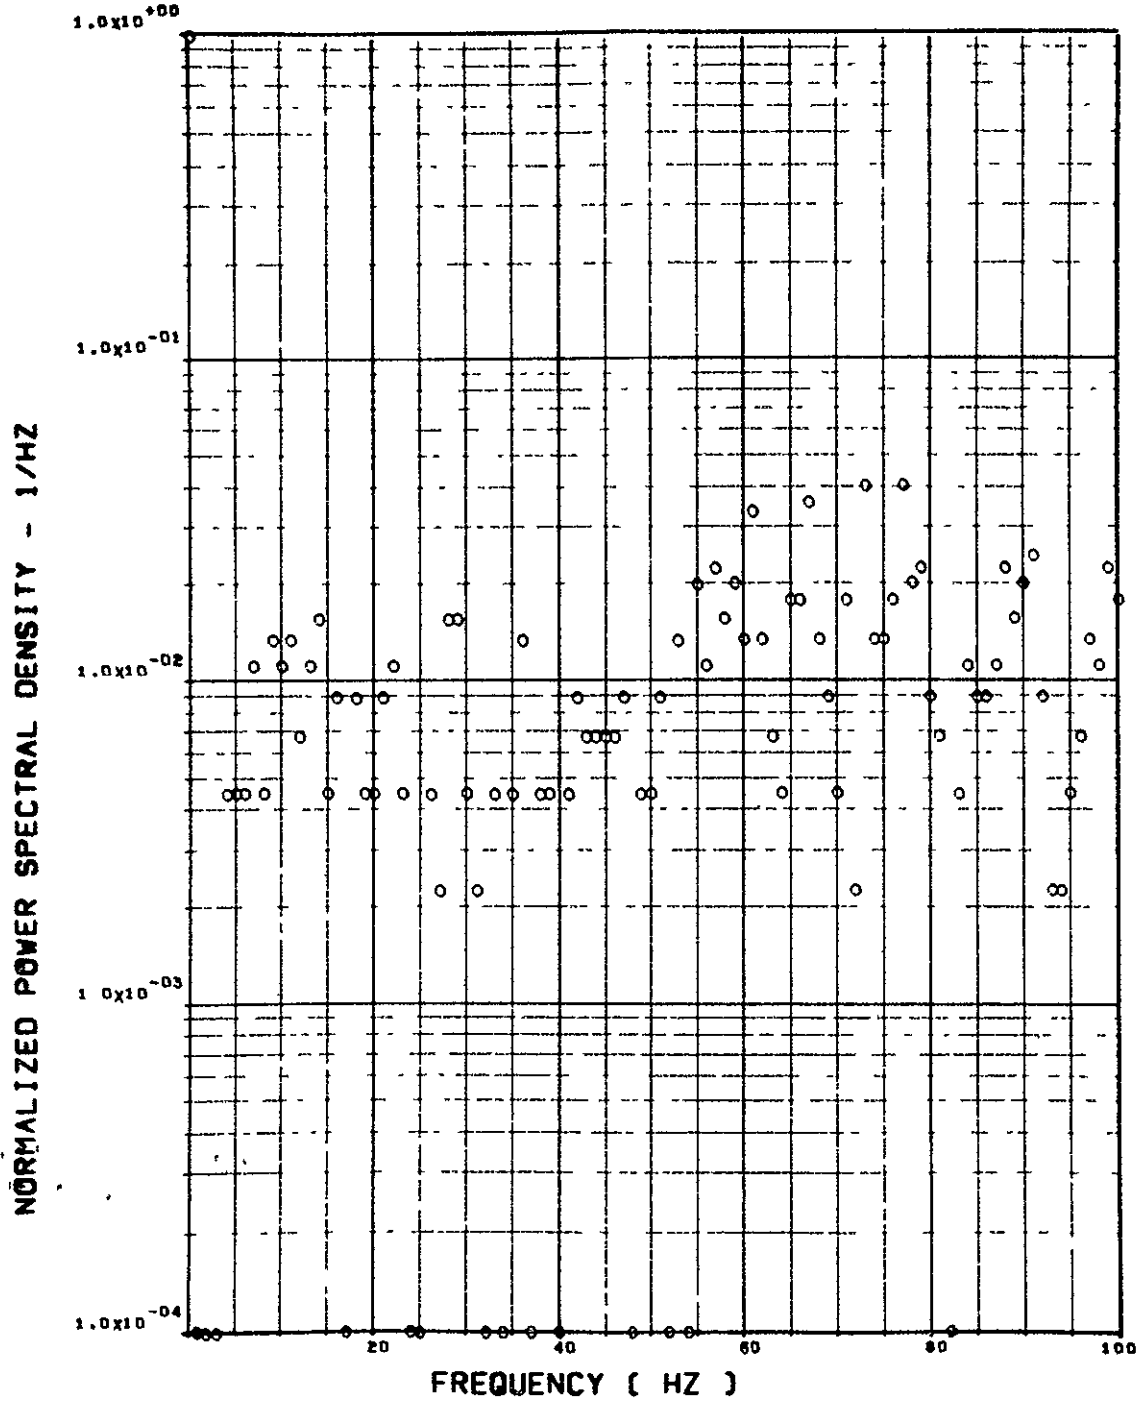 1.0x10+00
1.0x10-01
1.0x10-02
1 0x10-03
1.0x10-04
NORMALIZED POWER SPECTRAL DENSITY - 1/HZ
20 40 60 80 100
FREQUENCY ( HZ )